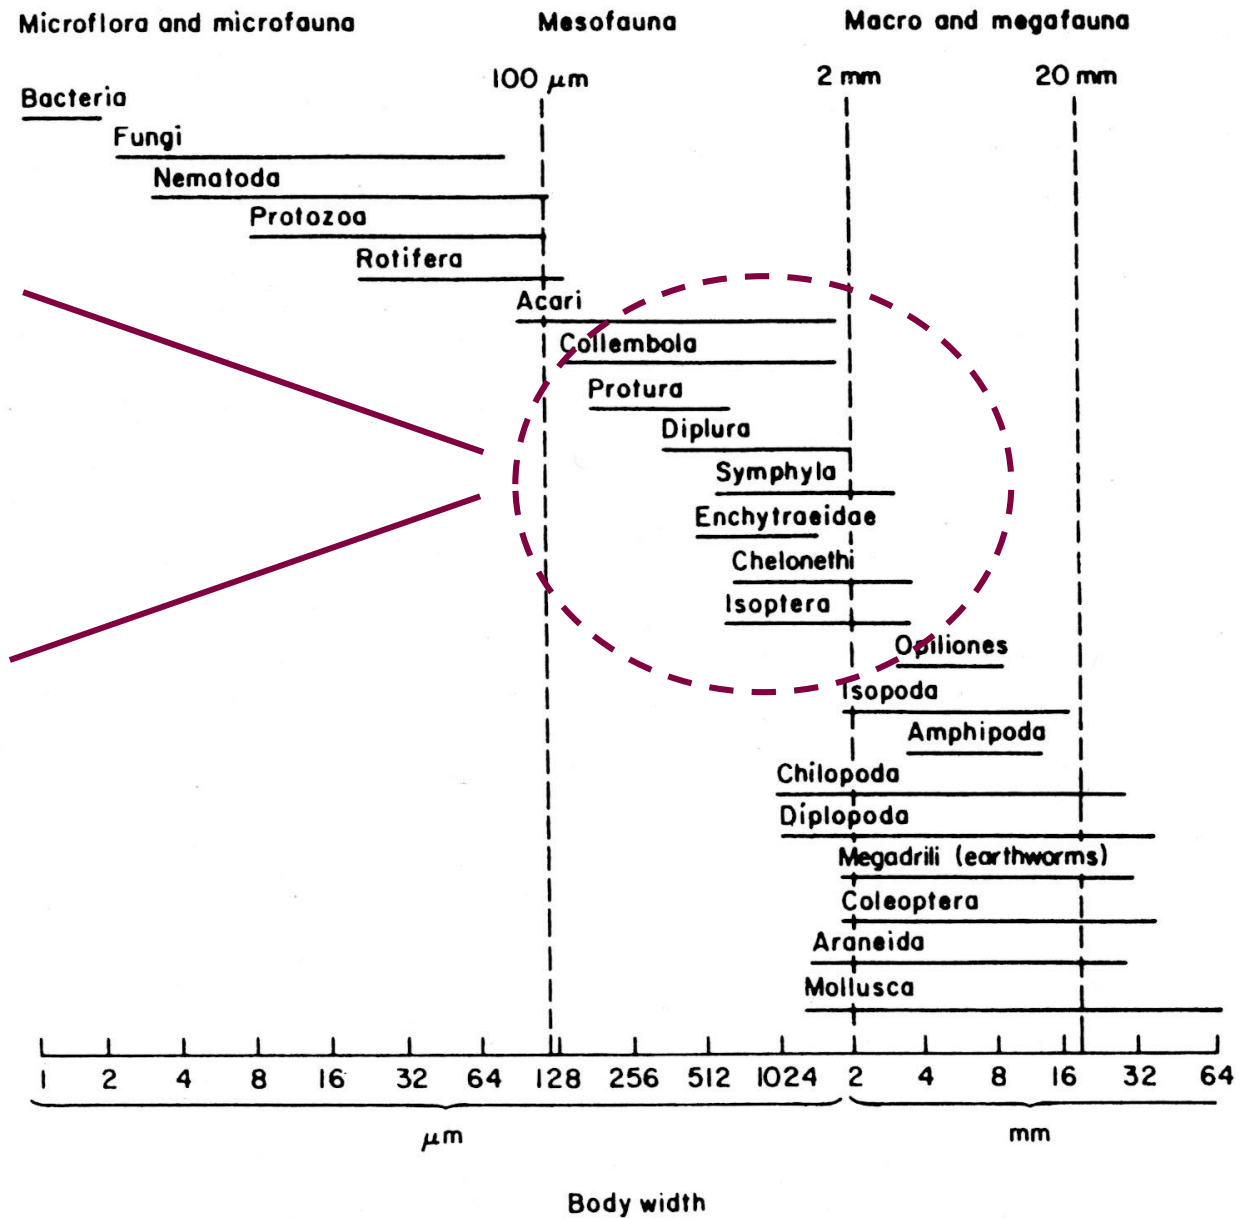 Microflora and microfauna Mesofauna Macro and megafauna
100 μm 2 mm 20 mm
Bacteria
Fungi
Nematoda
Protozoa
Rotifera
Acari
Collembola
Protura
Diplura
Symphyla
Enchytraeidae
Chelonethi
Isoptera
Opiliones
Isopoda
Amphipoda
Chilopoda
Diplopoda
Megadrili (earthworms)
Coleoptera
Araneida
Mollusca
1 2 4 8 16 32 64 128 256 512 1024 2 4 8 16 32 64
μm mm
Body width